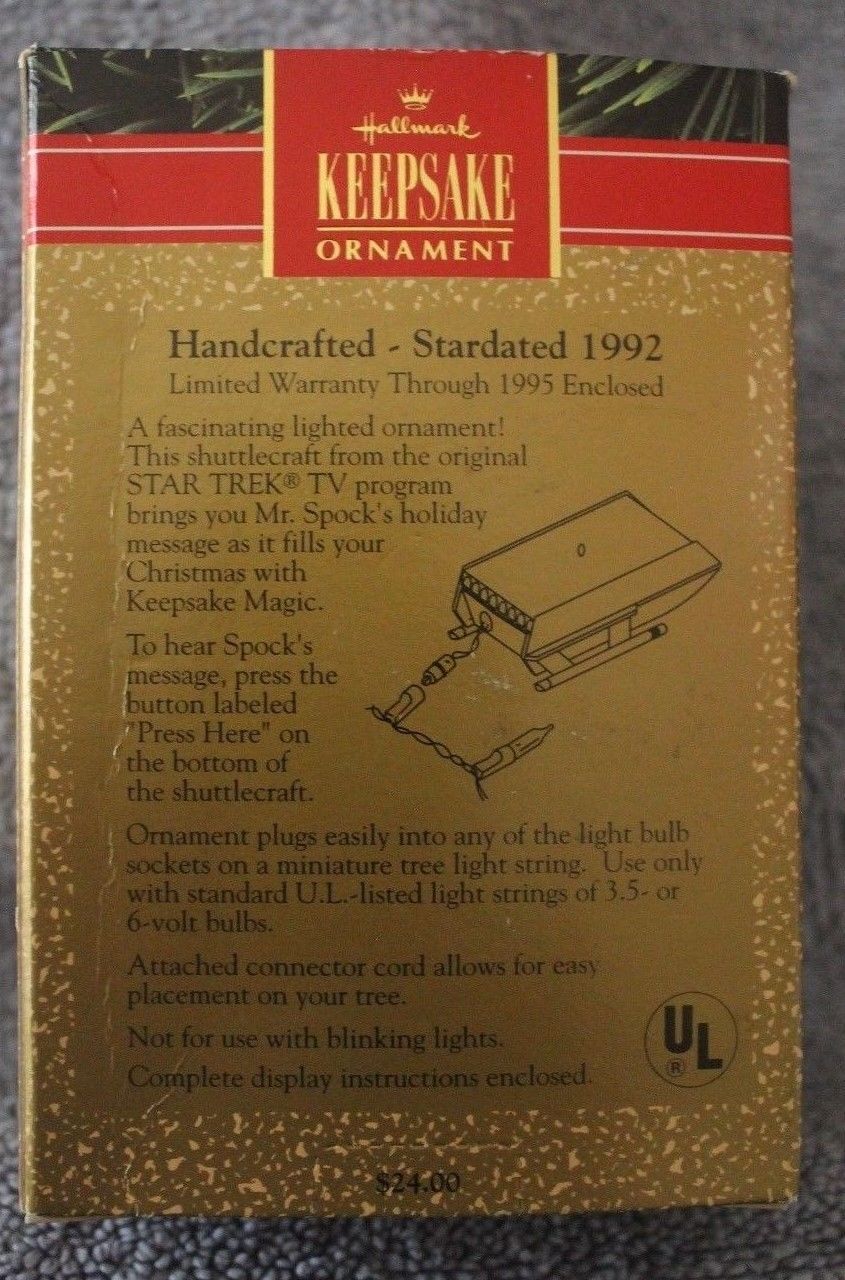 Hallmark
KEEPSAKE
ORNAMENT
Handcrafted - Stardated 1992
Limited Warranty Through 1995 Enclosed
A fascinating lighted ornament!
This shuttlecraft from the original
STAR TREK® TV program
brings you Mr. Spock's holiday
message as it fills your
Christmas with
Keepsake Magic.
To hear Spock's
message, press the
button labeled
"Press Here" on
the bottom of
the shuttlecraft.
Ornament plugs easily into any of the light bulb
sockets on a miniature tree light string. Use only
with standard U.L.-listed light strings of 3.5- or
6-volt bulbs.
Attached connector cord allows for easy
placement on your tree.
Not for use with blinking lights.
Complete display instructions enclosed.
UL
®
$24.00